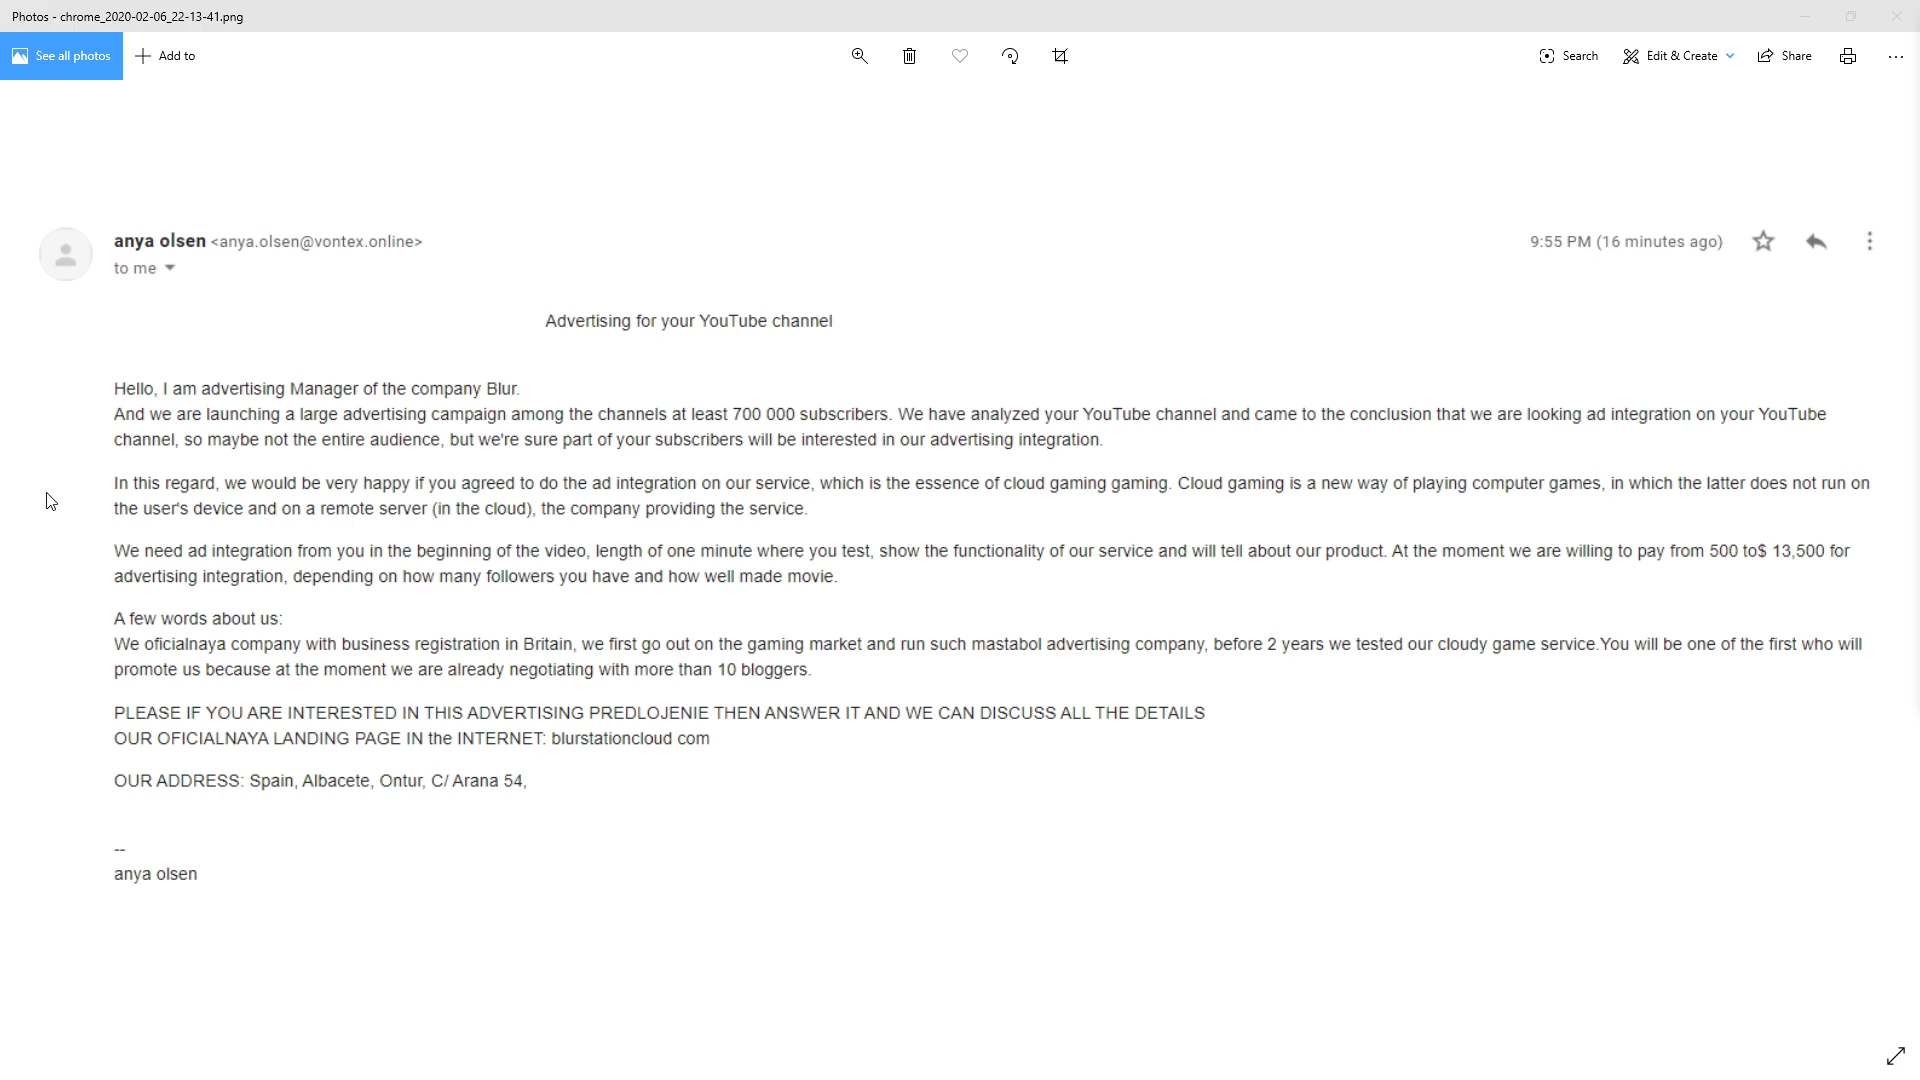 Photos - chrome_2020-02-06_22-13-41.png
See all photos
Add to
Search
Edit & Create
Share
anya olsen <anya.olsen@vontex.online>
9:55 PM (16 minutes ago)
to me
Advertising for your YouTube channel
Hello, I am advertising Manager of the company Blur.
And we are launching a large advertising campaign among the channels at least 700 000 subscribers. We have analyzed your YouTube channel and came to the conclusion that we are looking ad integration on your YouTube
channel, so maybe not the entire audience, but we're sure part of your subscribers will be interested in our advertising integration.
In this regard, we would be very happy if you agreed to do the ad integration on our service, which is the essence of cloud gaming gaming. Cloud gaming is a new way of playing computer games, in which the latter does not run on
the user's device and on a remote server (in the cloud), the company providing the service.
We need ad integration from you in the beginning of the video, length of one minute where you test, show the functionality of our service and will tell about our product. At the moment we are willing to pay from 500 to$ 13,500 for
advertising integration, depending on how many followers you have and how well made movie.
A few words about us:
We oficialnaya company with business registration in Britain, we first go out on the gaming market and run such mastabol advertising company, before 2 years we tested our cloudy game service.You will be one of the first who will
promote us because at the moment we are already negotiating with more than 10 bloggers.
PLEASE IF YOU ARE INTERESTED IN THIS ADVERTISING PREDLOJENIE THEN ANSWER IT AND WE CAN DISCUSS ALL THE DETAILS
OUR OFICIALNAYA LANDING PAGE IN the INTERNET: blurstationcloud com
OUR ADDRESS: Spain, Albacete, Ontur, C/ Arana 54,
--
anya olsen